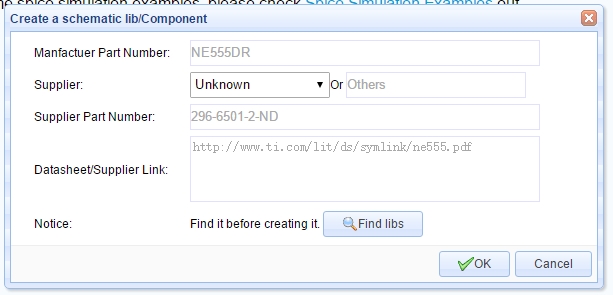 the spice simulation examples, please check Spice Simulation Examples out
Create a schematic lib/Component
Manfactuer Part Number: NE555DR
Supplier: Unknown Or Others
Supplier Part Number: 296-6501-2-ND
Datasheet/Supplier Link: http://www.ti.com/lit/ds/symlink/ne555.pdf
Notice: Find it before creating it. Find libs
OK Cancel